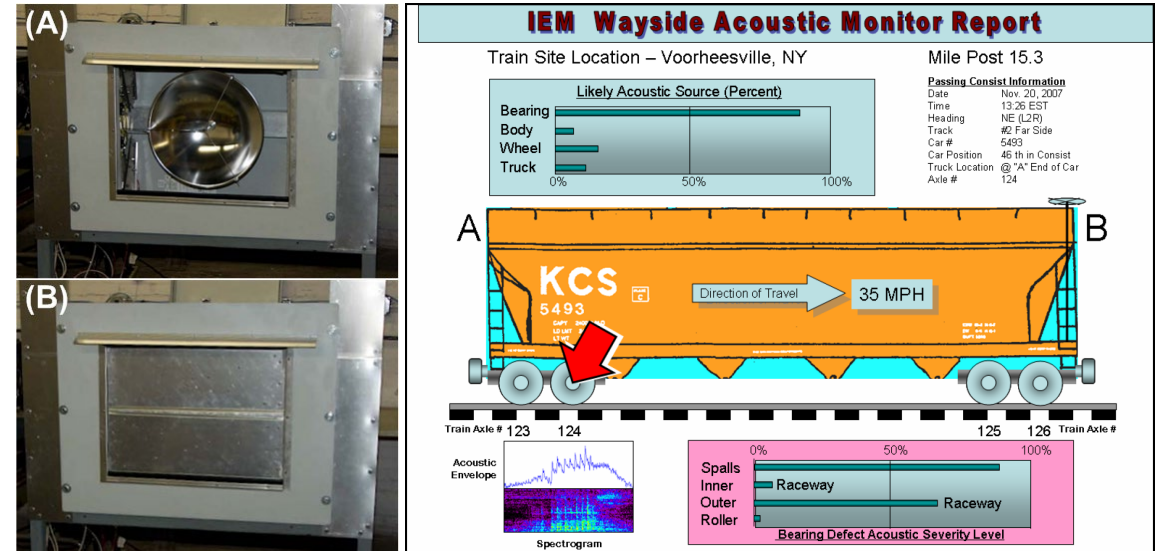 (A)
(B)
IEM Wayside Acoustic Monitor Report
Train Site Location – Voorheesville, NY
Mile Post 15.3
Passing Consist Information
Date Nov. 20, 2007
Time 13:26 EST
Heading NE (L2R)
Track #2 Far Side
Car # 5493
Car Position 46 th in Consist
Truck Location @ "A" End of Car
Axle # 124
Likely Acoustic Source (Percent)
Bearing
Body
Wheel
Truck
0% 50% 100%
A
B
KCS
5493
Direction of Travel
35 MPH
Train Axle # 123 124 125 126 Train Axle #
Acoustic
Envelope
Spectrogram
0% 50% 100%
Spalls
Inner Raceway
Outer Raceway
Roller
Bearing Defect Acoustic Severity Level